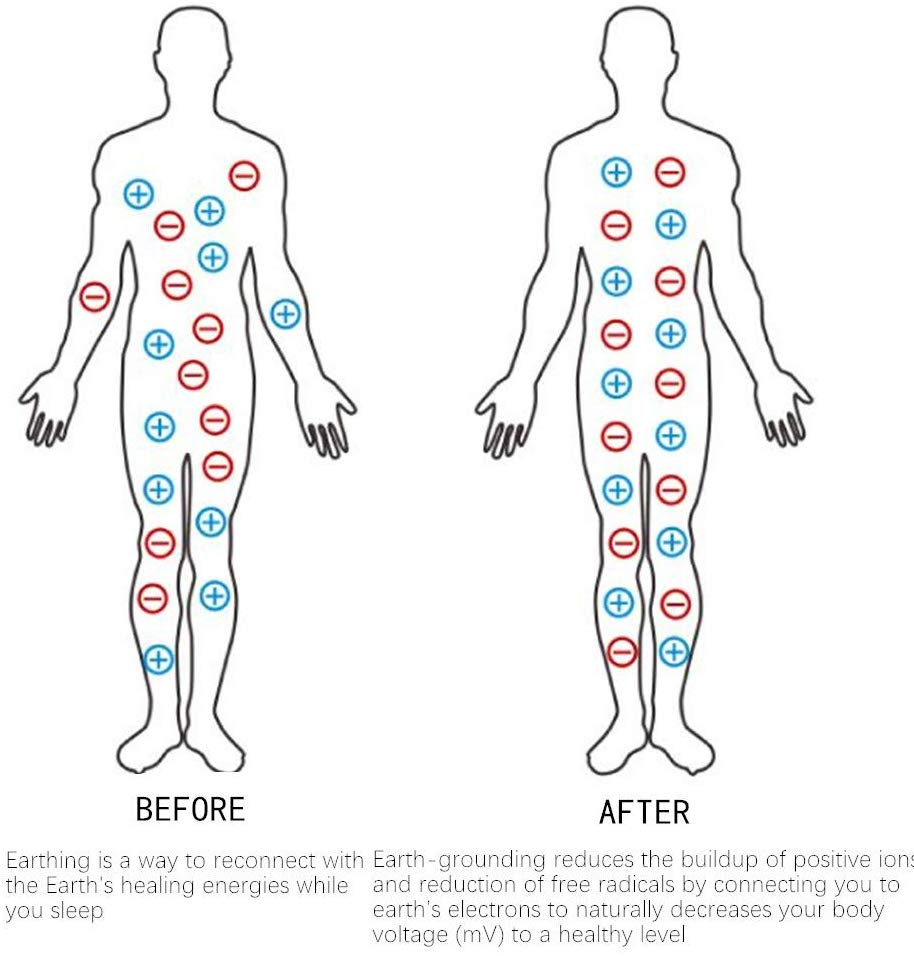 BEFORE
AFTER
Earthing is a way to reconnect with
the Earth's healing energies while
you sleep
Earth-grounding reduces the buildup of positive ions
and reduction of free radicals by connecting you to
earth's electrons to naturally decreases your body
voltage (mV) to a healthy level